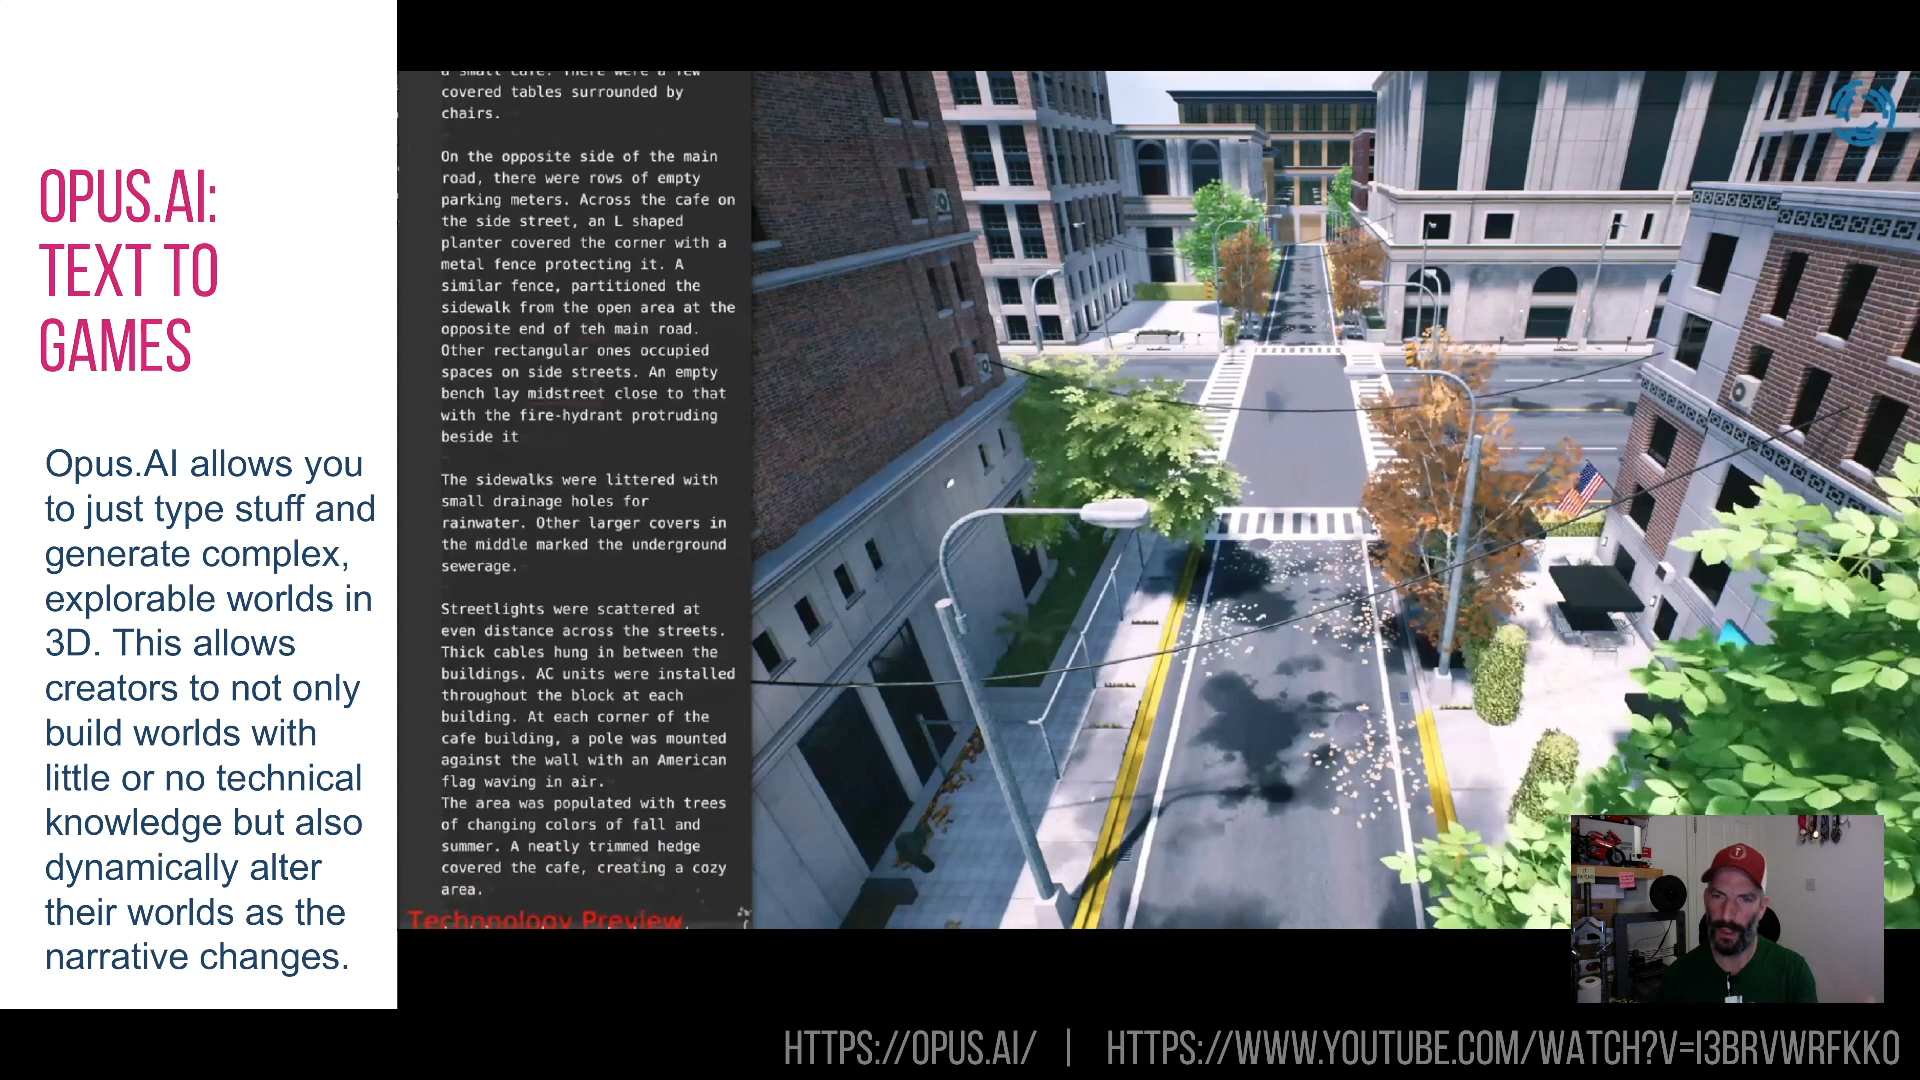 OPUS.AI:
TEXT TO
GAMES
Opus.AI allows you
to just type stuff and
generate complex,
explorable worlds in
3D. This allows
creators to not only
build worlds with
little or no technical
knowledge but also
dynamically alter
their worlds as the
narrative changes.
a small cafe. There were a few
covered tables surrounded by
chairs.
On the opposite side of the main
road, there were rows of empty
parking meters. Across the cafe on
the side street, an L shaped
planter covered the corner with a
metal fence protecting it. A
similar fence, partitioned the
sidewalk from the open area at the
opposite end of teh main road.
Other rectangular ones occupied
spaces on side streets. An empty
bench lay midstreet close to that
with the fire-hydrant protruding
beside it
The sidewalks were littered with
small drainage holes for
rainwater. Other larger covers in
the middle marked the underground
sewerage.
Streetlights were scattered at
even distance across the streets.
Thick cables hung in between the
buildings. AC units were installed
throughout the block at each
building. At each corner of the
cafe building, a pole was mounted
against the wall with an American
flag waving in air.
The area was populated with trees
of changing colors of fall and
summer. A neatly trimmed hedge
covered the cafe, creating a cozy
area.
Technology Preview
HTTPS://OPUS.AI/ | HTTPS://WWW.YOUTUBE.COM/WATCH?V=I3BRVWRFKKO